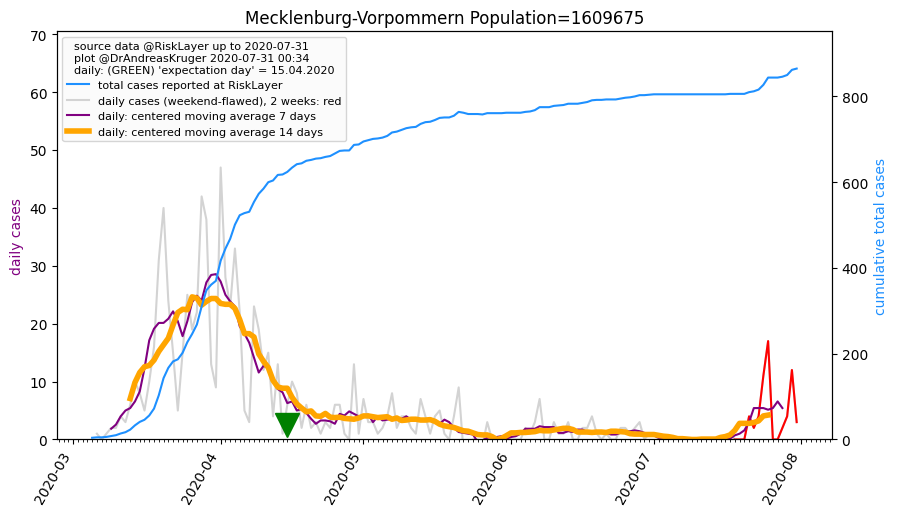 Mecklenburg-Vorpommern Population=1609675
source data @RiskLayer up to 2020-07-31
plot @DrAndreasKruger 2020-07-31 00:34
daily: (GREEN) 'expectation day' = 15.04.2020
total cases reported at RiskLayer
daily cases (weekend-flawed), 2 weeks: red
daily: centered moving average 7 days
daily: centered moving average 14 days
daily cases
70
60
50
40
30
20
10
0
cumulative total cases
800
600
400
200
0
2020-03
2020-04
2020-05
2020-06
2020-07
2020-08